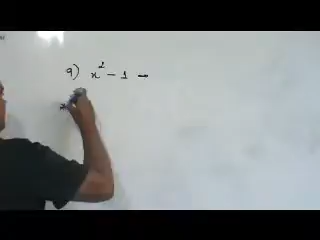 9) x² - 1 -